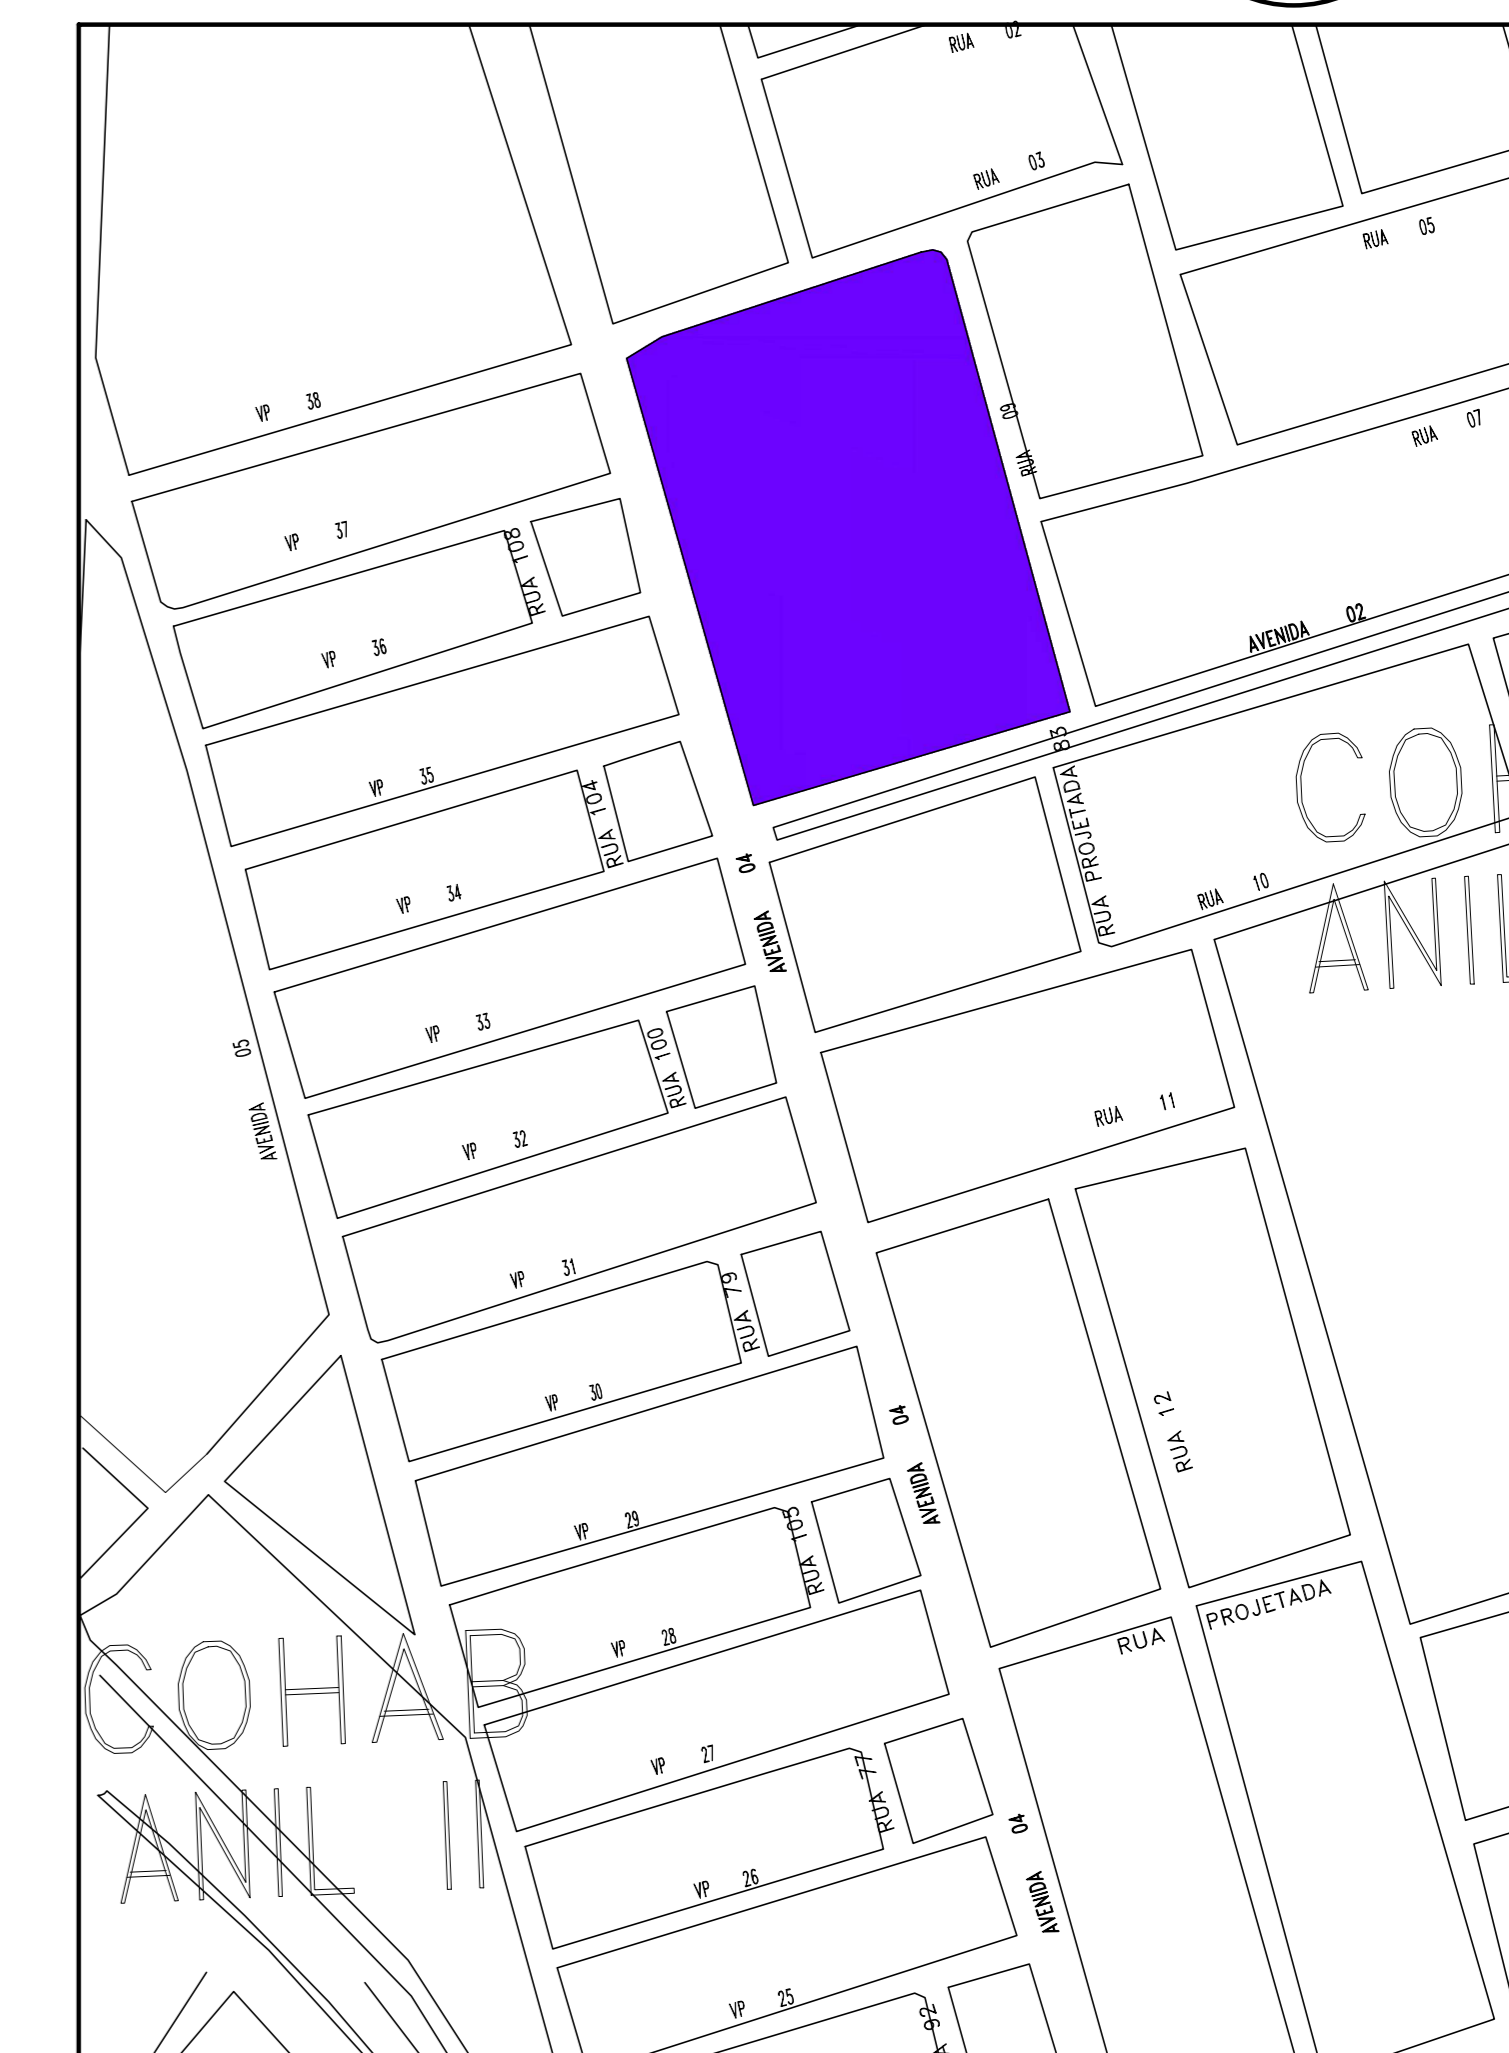 RUA 02
RUA 03
RUA 05
VP 38
RUA 09
RUA 07
VP 37
RUA 108
AVENIDA 02
VP 36
RUA PROJETADA 83
VP 35
RUA 104
COH
ANIL
AVENIDA 04
RUA 10
VP 34
VP 33
RUA 100
AVENIDA 05
RUA 11
VP 32
VP 31
RUA 79
VP 30
AVENIDA 04
RUA 12
VP 29
RUA 105
RUA PROJETADA
VP 28
COHAB
ANIL II
VP 27
RUA 77
AVENIDA 04
VP 26
VP 25
A 92